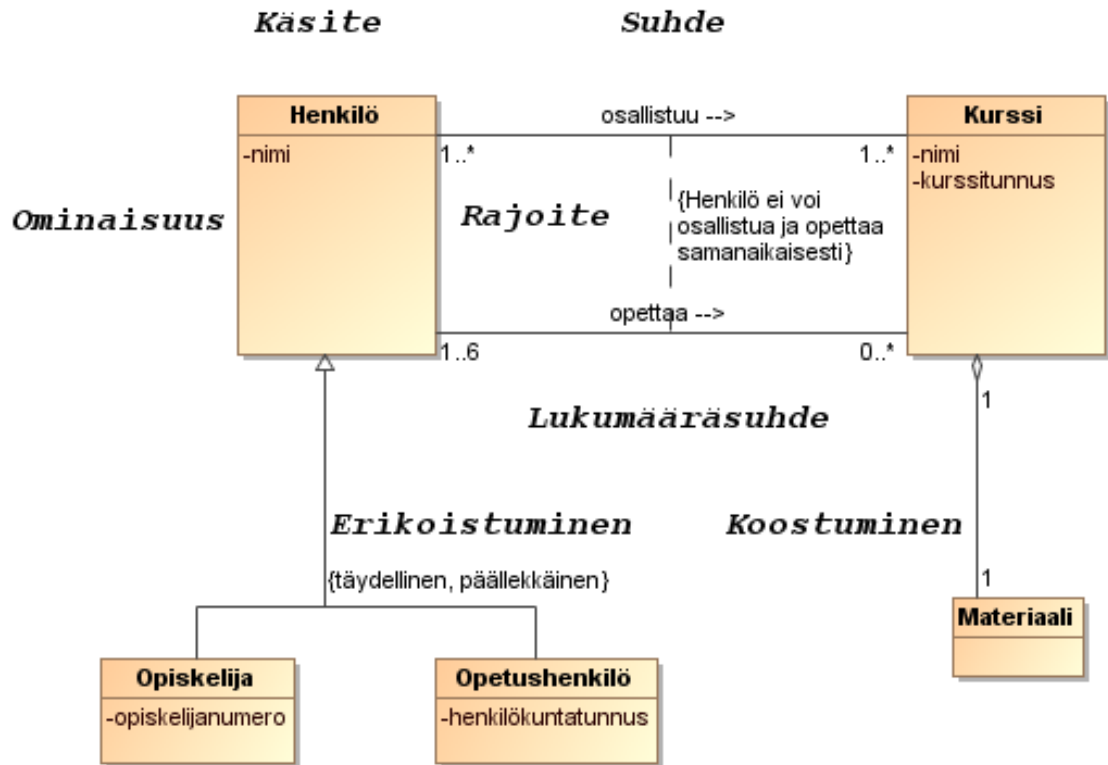 Käsite
Suhde
Henkilö
-nimi
Ominaisuus
osallistuu -->
1..*
1..*
Rajoite
{Henkilö ei voi
osallistua ja opettaa
samanaikaisesti}
opettaa -->
1..6
0..*
Kurssi
-nimi
-kurssitunnus
Lukumääräsuhde
1
Erikoistuminen
Koostuminen
{täydellinen, päällekkäinen}
1
Materiaali
Opiskelija
-opiskelijanumero
Opetushenkilö
-henkilökuntatunnus